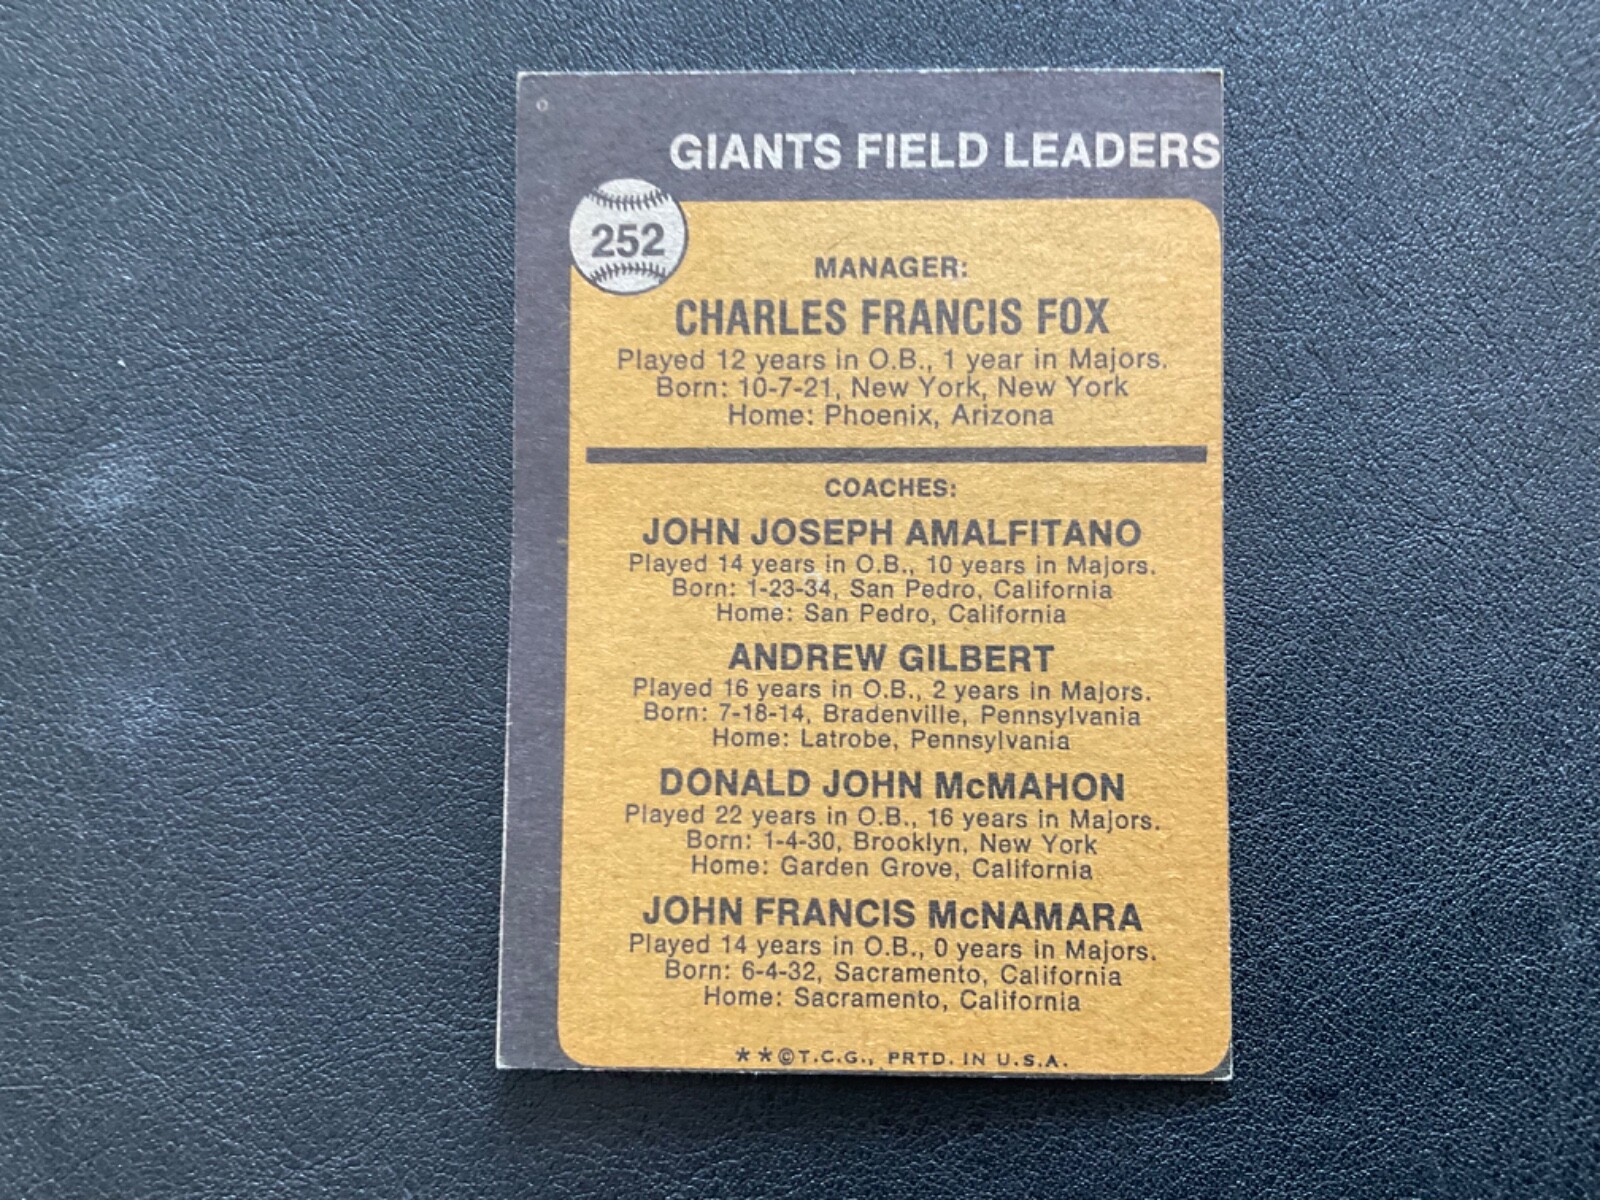 GIANTS FIELD LEADERS
252
MANAGER:
CHARLES FRANCIS FOX
Played 12 years in O.B., 1 year in Majors.
Born: 10-7-21, New York, New York
Home: Phoenix, Arizona
COACHES:
JOHN JOSEPH AMALFITANO
Played 14 years in O.B., 10 years in Majors.
Born: 1-23-34, San Pedro, California
Home: San Pedro, California
ANDREW GILBERT
Played 16 years in O.B., 2 years in Majors.
Born: 7-18-14, Bradenville, Pennsylvania
Home: Latrobe, Pennsylvania
DONALD JOHN McMAHON
Played 22 years in O.B., 16 years in Majors.
Born: 1-4-30, Brooklyn, New York
Home: Garden Grove, California
JOHN FRANCIS McNAMARA
Played 14 years in O.B., 0 years in Majors.
Born: 6-4-32, Sacramento, California
Home: Sacramento, California
**©T.C.G., PRTD. IN U.S.A.